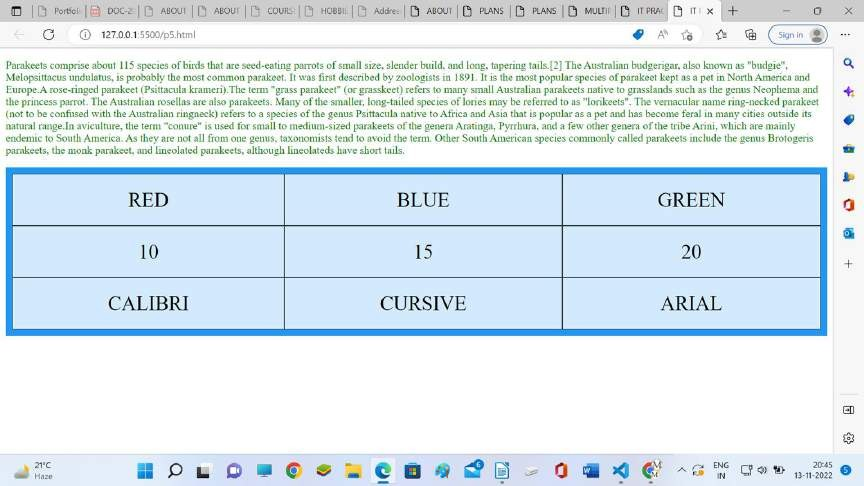 Portfoli
DOC-2
ABOUT
ABOUT
COURS
HOBBI
Addres
ABOUT
PLANS
PLANS
MULTIF
IT PRAC
IT
127.0.0.1:5500/p5.html
Sign in
Parakeets comprise about 115 species of birds that are seed-eating parrots of small size, slender build, and long, tapering tails.[2] The Australian budgerigar, also known as "budgie",
Melopsittacus undulatus, is probably the most common parakeet. It was first described by zoologists in 1891. It is the most popular species of parakeet kept as a pet in North America and
Europe.A rose-ringed parakeet (Psittacula krameri).The term "grass parakeet" (or grasskeet) refers to many small Australian parakeets native to grasslands such as the genus Neophema and
the princess parrot. The Australian rosellas are also parakeets. Many of the smaller, long-tailed species of lories may be referred to as "lorikeets". The vernacular name ring-necked parakeet
(not to be confused with the Australian ringneck) refers to a species of the genus Psittacula native to Africa and Asia that is popular as a pet and has become feral in many cities outside its
natural range.In aviculture, the term "conure" is used for small to medium-sized parakeets of the genera Aratinga, Pyrrhura, and a few other genera of the tribe Arini, which are mainly
endemic to South America. As they are not all from one genus, taxonomists tend to avoid the term. Other South American species commonly called parakeets include the genus Brotogeris
parakeets, the monk parakeet, and lineolated parakeets, although lineolateds have short tails.
RED BLUE GREEN
10 15 20
CALIBRI CURSIVE ARIAL
21°C
Haze
ENG
IN
20:45
13-11-2022